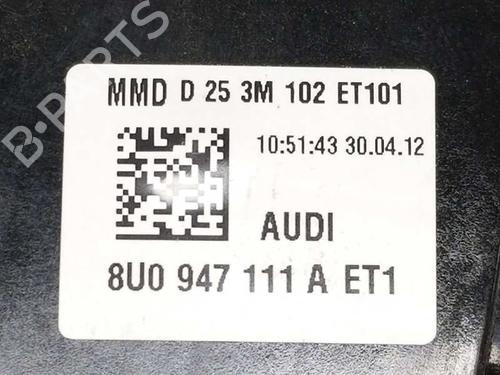 B-PARTS
MMD D 25 3M 102 ET101
10:51:43 30.04.12
AUDI
8U0 947 111 A ET1